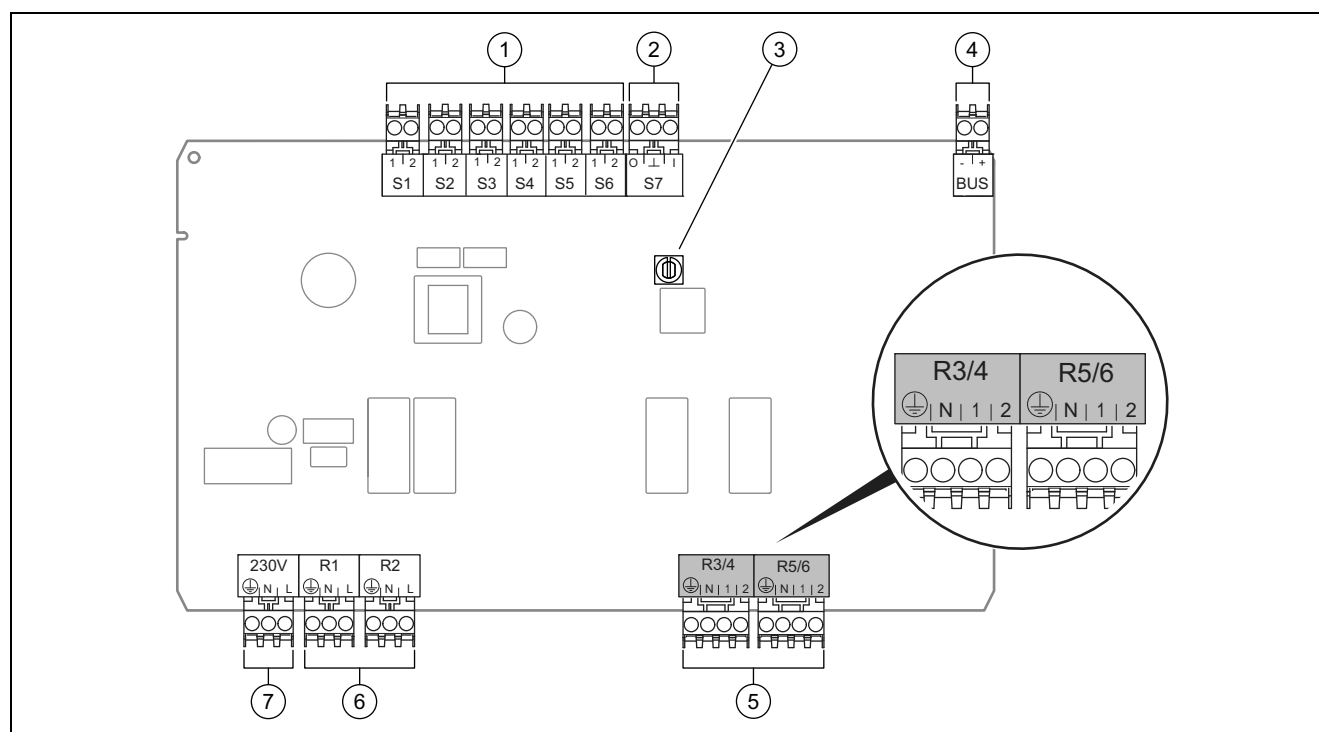 1 2 3 4
1 2 1 2 1 2 1 2 1 2 1 2 O ⊥ I - +
S1 S2 S3 S4 S5 S6 S7 BUS
R3/4 R5/6
⏚ N 1 2 ⏚ N 1 2
230V R1 R2 R3/4 R5/6
⏚ N L ⏚ N L ⏚ N L ⏚ N 1 2 ⏚ N 1 2
7 6 5